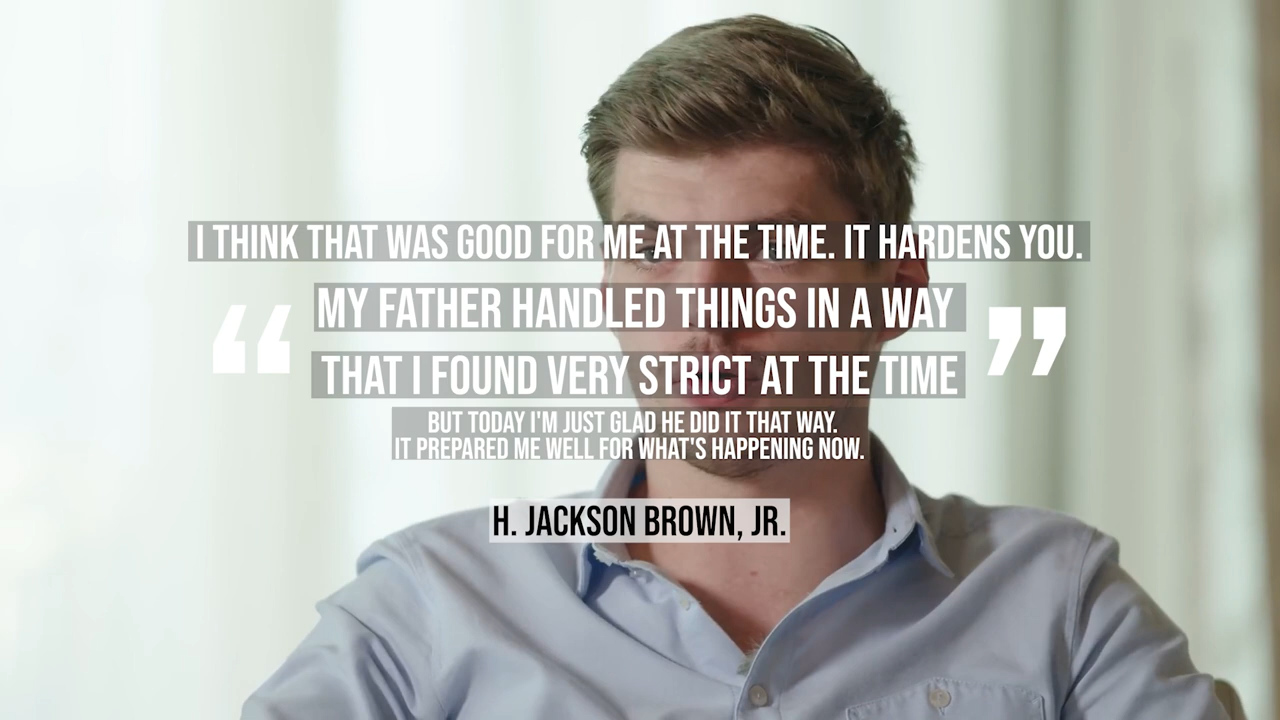 I THINK THAT WAS GOOD FOR ME AT THE TIME. IT HARDENS YOU.
“ MY FATHER HANDLED THINGS IN A WAY
THAT I FOUND VERY STRICT AT THE TIME ”
BUT TODAY I'M JUST GLAD HE DID IT THAT WAY.
IT PREPARED ME WELL FOR WHAT'S HAPPENING NOW.
H. JACKSON BROWN, JR.